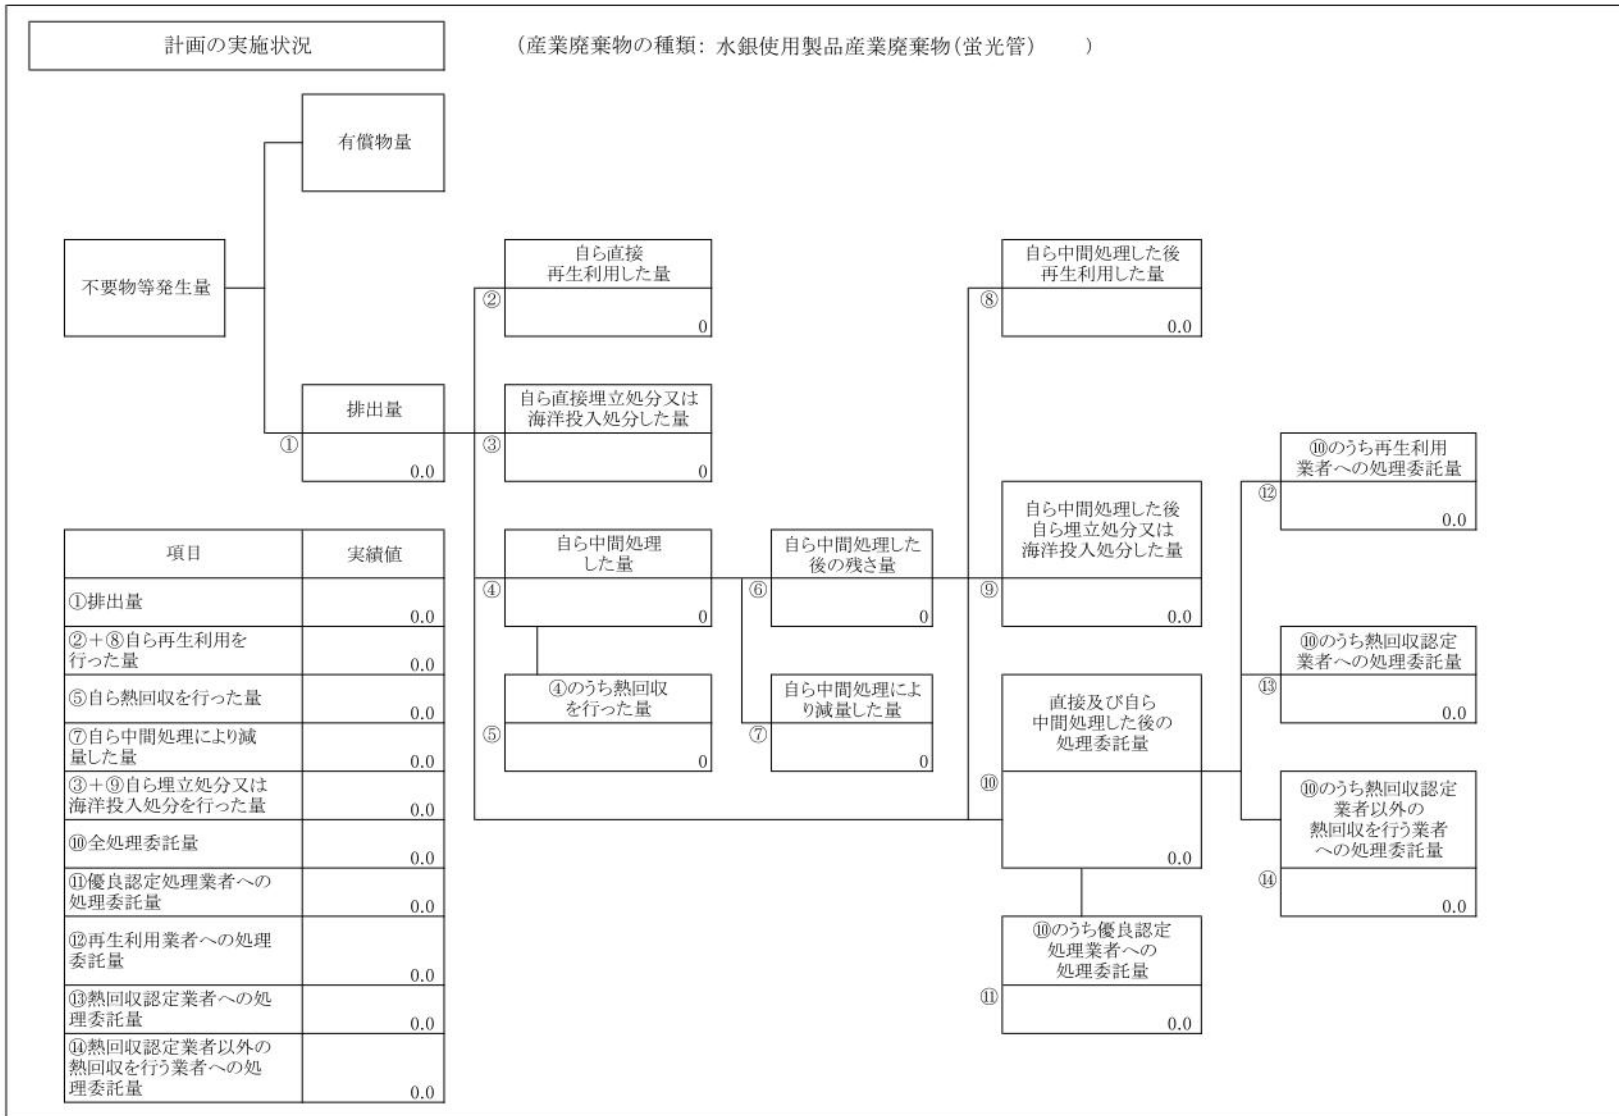 計画の実施状況
(産業廃棄物の種類: 水銀使用製品産業廃棄物(蛍光管) )
有償物量
不要物等発生量
自ら直接
再生利用した量
②
0
自ら中間処理した後
再生利用した量
⑧
0.0
排出量
①
0.0
自ら直接埋立処分又は
海洋投入処分した量
③
0
⑩のうち再生利用
業者への処理委託量
⑫
0.0
自ら中間処理
した量
④
0
自ら中間処理した
後の残さ量
⑥
0
自ら中間処理した後
自ら埋立処分又は
海洋投入処分した量
⑨
0.0
⑩のうち熱回収認定
業者への処理委託量
⑬
0.0
④のうち熱回収
を行った量
⑤
0
自ら中間処理によ
り減量した量
⑦
0
直接及び自ら
中間処理した後の
処理委託量
⑩
0.0
⑩のうち熱回収認定
業者以外の
熱回収を行う業者
への処理委託量
⑭
0.0
⑩のうち優良認定
処理業者への
処理委託量
⑪
0.0
項目 実績値
①排出量
0.0
②+⑧自ら再生利用を
行った量
0.0
⑤自ら熱回収を行った量
0.0
⑦自ら中間処理により減
量した量
0.0
③+⑨自ら埋立処分又は
海洋投入処分を行った量
0.0
⑩全処理委託量
0.0
⑪優良認定処理業者への
処理委託量
0.0
⑫再生利用業者への処理
委託量
0.0
⑬熱回収認定業者への処
理委託量
0.0
⑭熱回収認定業者以外の
熱回収を行う業者への処
理委託量
0.0